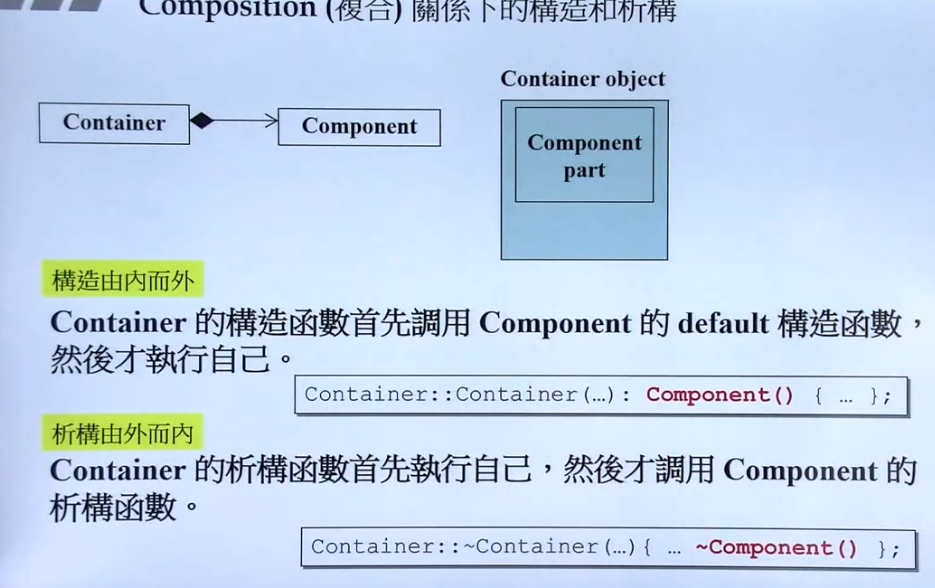 Composition (複合) 關係下的構造和析構
Container object
Container
Component
Component
part
構造由內而外
Container 的構造函數首先調用 Component 的 default 構造函數，
然後才執行自己。
Container::Container(…): Component() { … };
析構由外而內
Container 的析構函數首先執行自己，然後才調用 Component 的
析構函數。
Container::~Container(…){ … ~Component() };